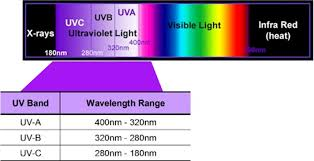 X-rays UVC UVB UVA Visible Light Infra Red
Ultraviolet Light (heat)
180nm 280nm 320nm 400nm
UV Band Wavelength Range
UV-A 400nm - 320nm
UV-B 320nm - 280nm
UV-C 280nm - 180nm